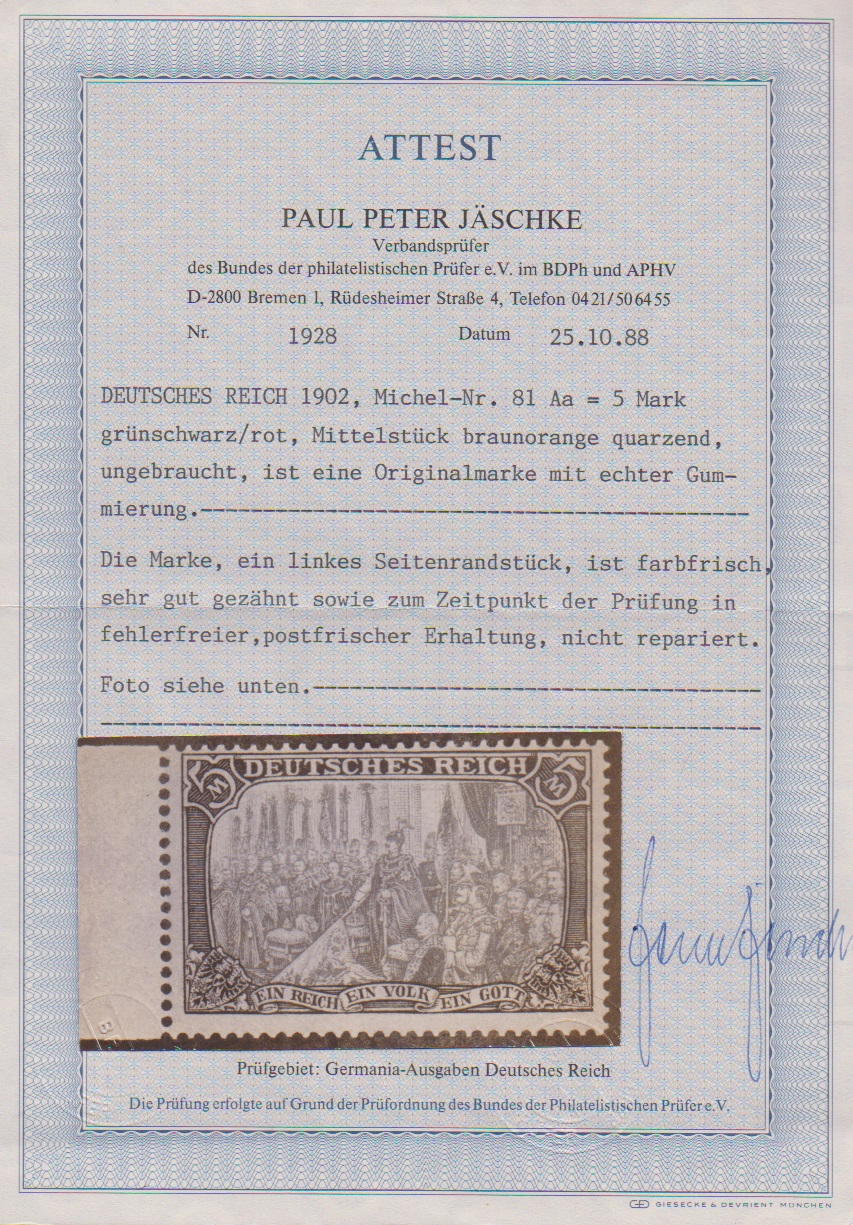 ATTEST
PAUL PETER JÄSCHKE
Verbandsprüfer
des Bundes der philatelistischen Prüfer e.V. im BDPh und APHV
D-2800 Bremen 1, Rüdesheimer Straße 4, Telefon 0421/506455
Nr. 1928 Datum 25.10.88
DEUTSCHES REICH 1902, Michel-Nr. 81 Aa = 5 Mark
grünschwarz/rot, Mittelstück braunorange quarzend,
ungebraucht, ist eine Originalmarke mit echter Gum-
mierung.
Die Marke, ein linkes Seitenrandstück, ist farbfrisch,
sehr gut gezähnt sowie zum Zeitpunkt der Prüfung in
fehlerfreier,postfrischer Erhaltung, nicht repariert.
Foto siehe unten.
5 M DEUTSCHES REICH 5 M
EIN REICH EIN VOLK EIN GOTT
Prüfgebiet: Germania-Ausgaben Deutsches Reich
Die Prüfung erfolgte auf Grund der Prüfordnung des Bundes der Philatelistischen Prüfer e.V.
GIESECKE & DEVRIENT MÜNCHEN